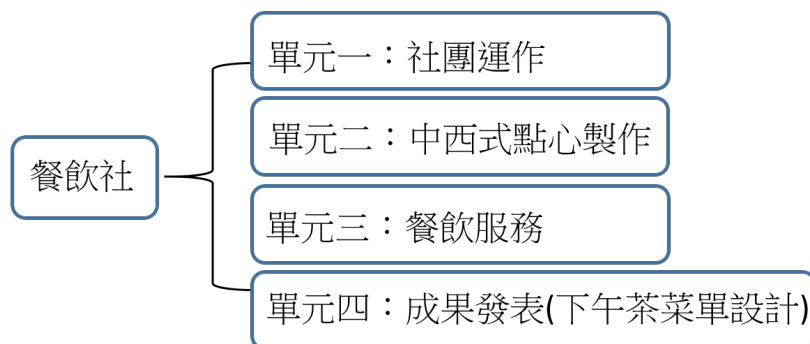 餐飲社
單元一：社團運作
單元二：中西式點心製作
單元三：餐飲服務
單元四：成果發表(下午茶菜單設計)